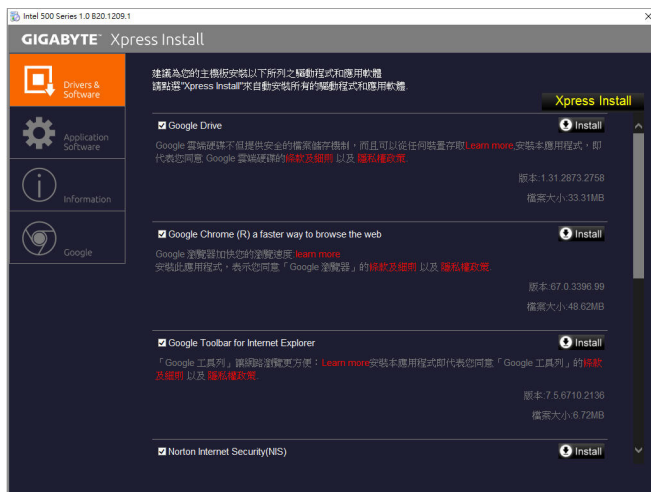 Intel 500 Series 1.0 B20.1209.1
GIGABYTE™ Xpress Install
Drivers &
Software
Application
Software
Information
Google
建議為您的主機板安裝以下所列之驅動程式和應用軟體
請點選"Xpress Install"來自動安裝所有的驅動程式和應用軟體.
Xpress Install
Google Drive
Install
Google 雲端硬碟不但提供安全的檔案儲存機制，而且可以從任何裝置存取Learn more.安裝本應用程式，即
代表您同意 Google 雲端硬碟的條款及細則 以及 隱私權政策.
版本:1.31.2873.2758
檔案大小:33.31MB
Google Chrome (R) a faster way to browse the web
Install
Google 瀏覽器加快您的瀏覽速度:learn more
安裝此應用程式，表示您同意「Google 瀏覽器」的條款及細則 以及 隱私權政策.
版本:67.0.3396.99
檔案大小:48.62MB
Google Toolbar for Internet Explorer
Install
「Google 工具列」讓網路瀏覽更方便：Learn more安裝本應用程式即代表您同意「Google 工具列」的條款
及細則 以及 隱私權政策.
版本:7.5.6710.2136
檔案大小:6.72MB
Norton Internet Security(NIS)
Install